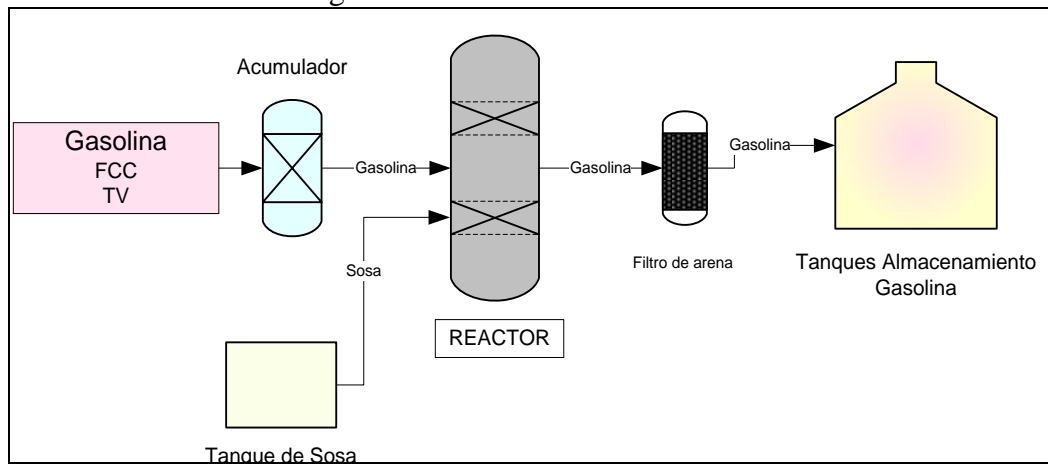 Acumulador
Gasolina
FCC
TV
Gasolina
Gasolina
Gasolina
Sosa
Filtro de arena
Tanques Almacenamiento
Gasolina
REACTOR
Tanque de Sosa